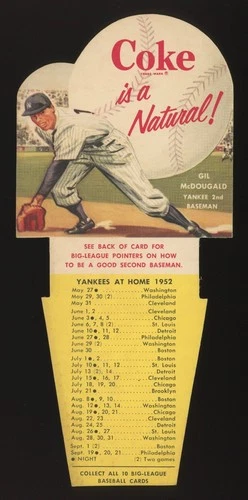 Coke
TRADE MARK ®
is a
Natural!
GIL
McDOUGALD
YANKEE 2nd
BASEMAN
SEE BACK OF CARD FOR
BIG-LEAGUE POINTERS ON HOW
TO BE A GOOD SECOND BASEMAN.
YANKEES AT HOME 1952
May 27 ● Washington
May 29, 30 (2) Philadelphia
May 31 Cleveland
June 1, 2 Cleveland
June 3 ●, 4, 5 Chicago
June 6, 7, 8 (2) St. Louis
June 10 ●, 11, 12 Detroit
June 27 ●, 28 Philadelphia
June 29 (2) Washington
June 30 Boston
July 1 ●, 2 Boston
July 10 ●, 11, 12 St. Louis
July 13 (2), 14 Detroit
July 15 ●, 16, 17 Cleveland
July 18, 19, 20 Chicago
July 21 ● Brooklyn
Aug. 8 ●, 9, 10 Boston
Aug. 12 ●, 13, 14 Washington
Aug. 19 ●, 20, 21 Chicago
Aug. 22, 23 Cleveland
Aug. 24, 25 Detroit
Aug. 26 ●, 27 St. Louis
Aug. 28, 30, 31 Washington
Sept. 1 (2) Boston
Sept. 19 ●, 20, 21 Philadelphia
● NIGHT (2) Two games
COLLECT ALL 10 BIG-LEAGUE
BASEBALL CARDS